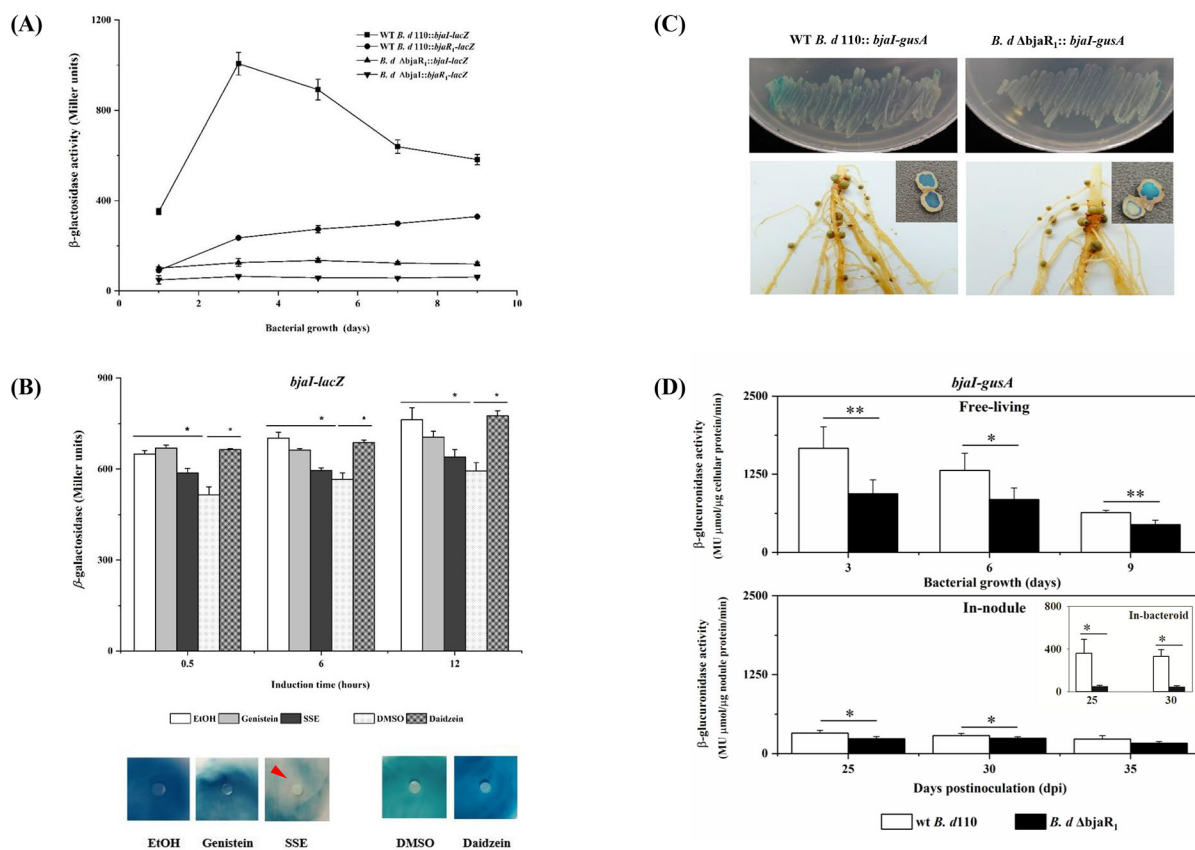 (A)
1200
800
400
0
β-glactosidase activity (Miller units)
0 2 4 6 8 10
Bacterial growth (days)
WT B. d 110::bjaI-lacZ
WT B. d 110::bjaR1-lacZ
B. d ΔbjaR1::bjaI-lacZ
B. d ΔbjaI::bjaR1-lacZ
(B)
bjaI-lacZ
900
600
300
0
β-galactosidase (Miller units)
* * * * * *
0.5 6 12
Induction time (hours)
EtOH Genistein SSE DMSO Daidzein
EtOH Genistein SSE DMSO Daidzein
(C)
WT B. d 110:: bjaI-gusA
B. d ΔbjaR1:: bjaI-gusA
(D)
bjaI-gusA
Free-living
2500
1250
0
β-glucuronidase activity
(MU μmol/μg cellular protein/min)
** * **
3 6 9
Bacterial growth (days)
In-nodule
2500
1250
0
β-glucuronidase activity
(MU μmol/μg nodule protein/min)
In-bacteroid
800
400
0
* *
25 30
* *
25 30 35
Days postinoculation (dpi)
wt B. d110 B. d ΔbjaR1